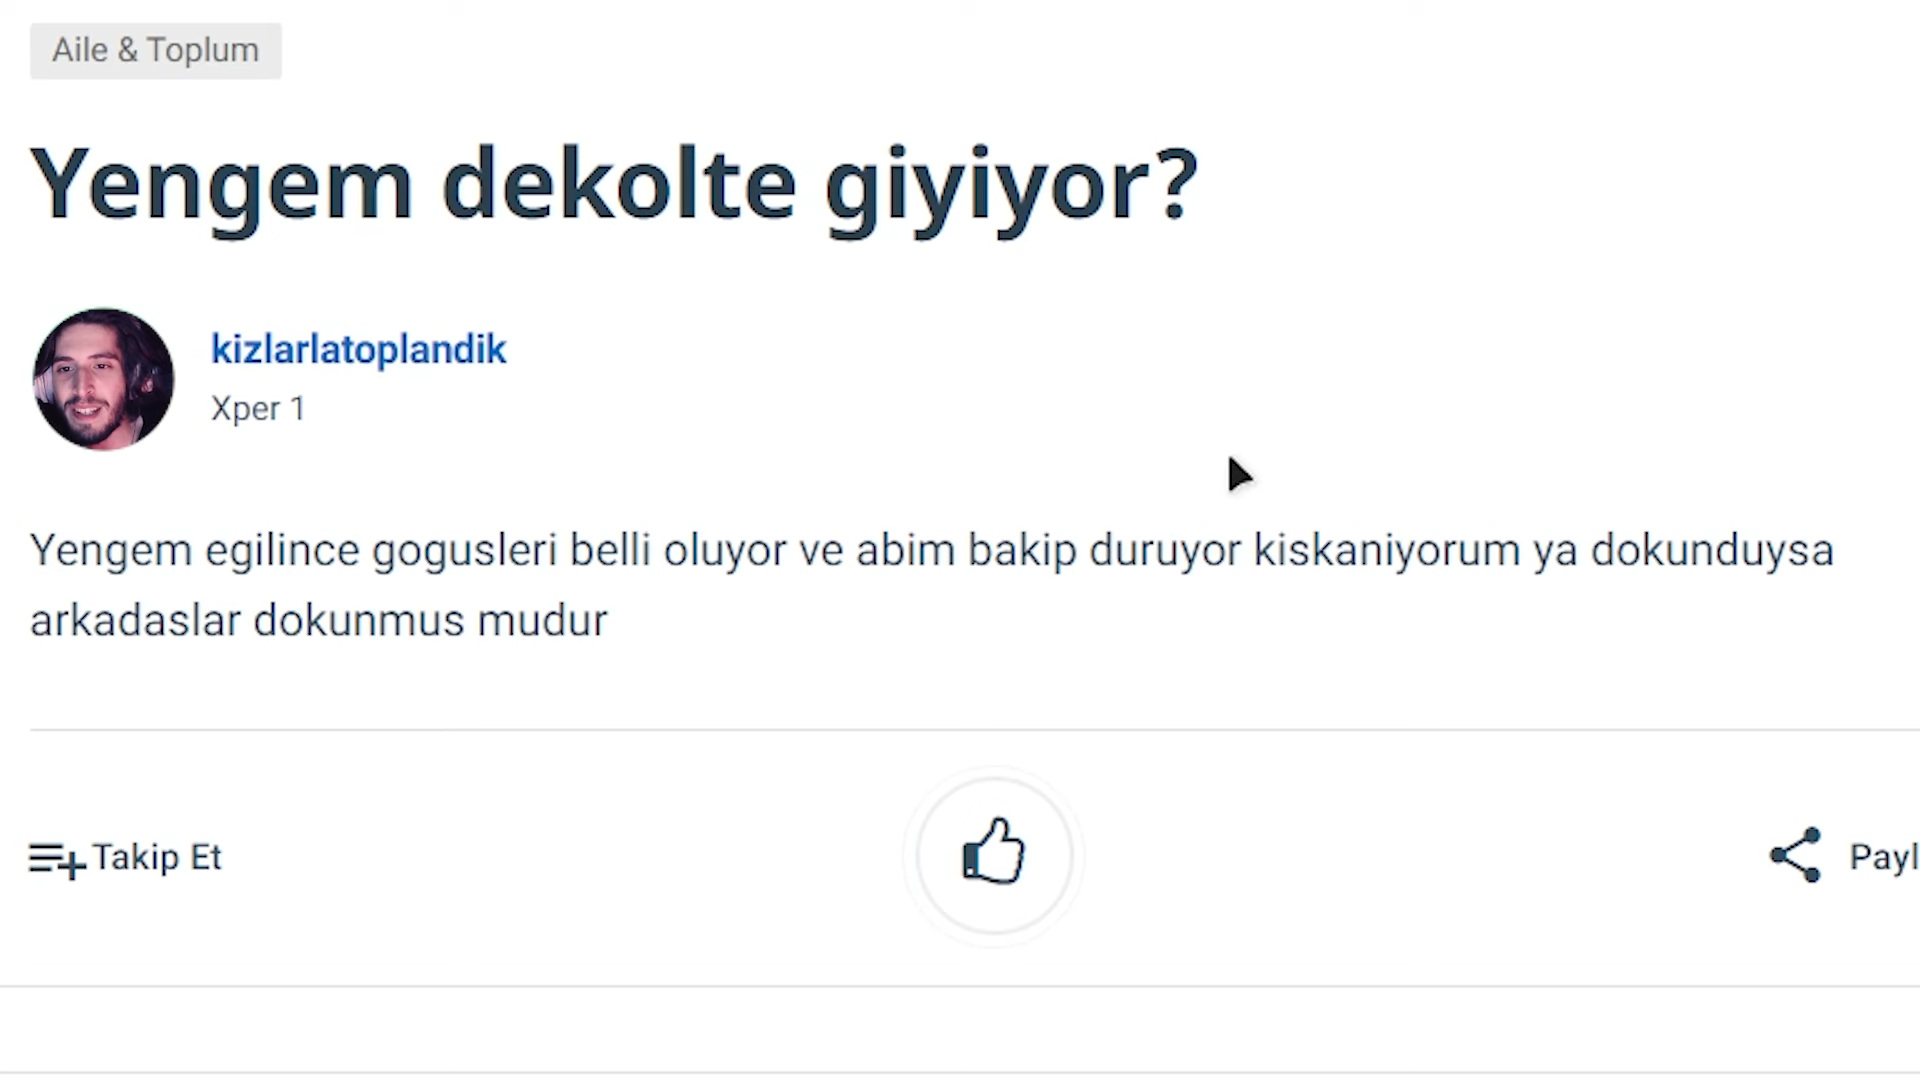 Aile & Toplum
Yengem dekolte giyiyor?
kizlarlatoplandik
Xper 1
Yengem egilince gogusleri belli oluyor ve abim bakip duruyor kiskaniyorum ya dokunduysa
arkadaslar dokunmus mudur
Takip Et
Payl